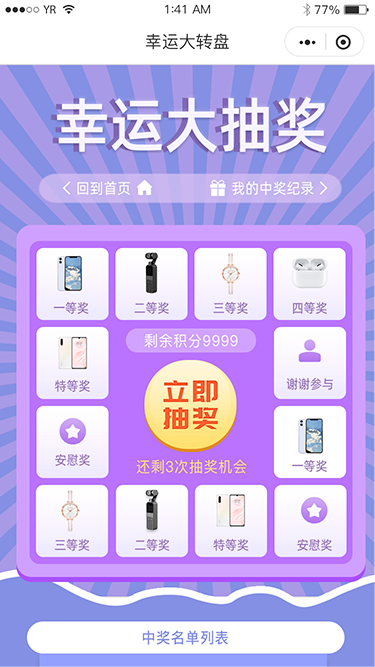 YR
1:41 AM
77%
幸运大转盘
幸运大抽奖
回到首页
我的中奖纪录
一等奖
二等奖
三等奖
四等奖
剩余积分9999
特等奖
立即
抽奖
谢谢参与
安慰奖
还剩3次抽奖机会
一等奖
三等奖
二等奖
特等奖
安慰奖
中奖名单列表